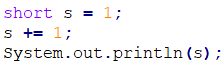 short s = 1;
s += 1;
System.out.println(s);